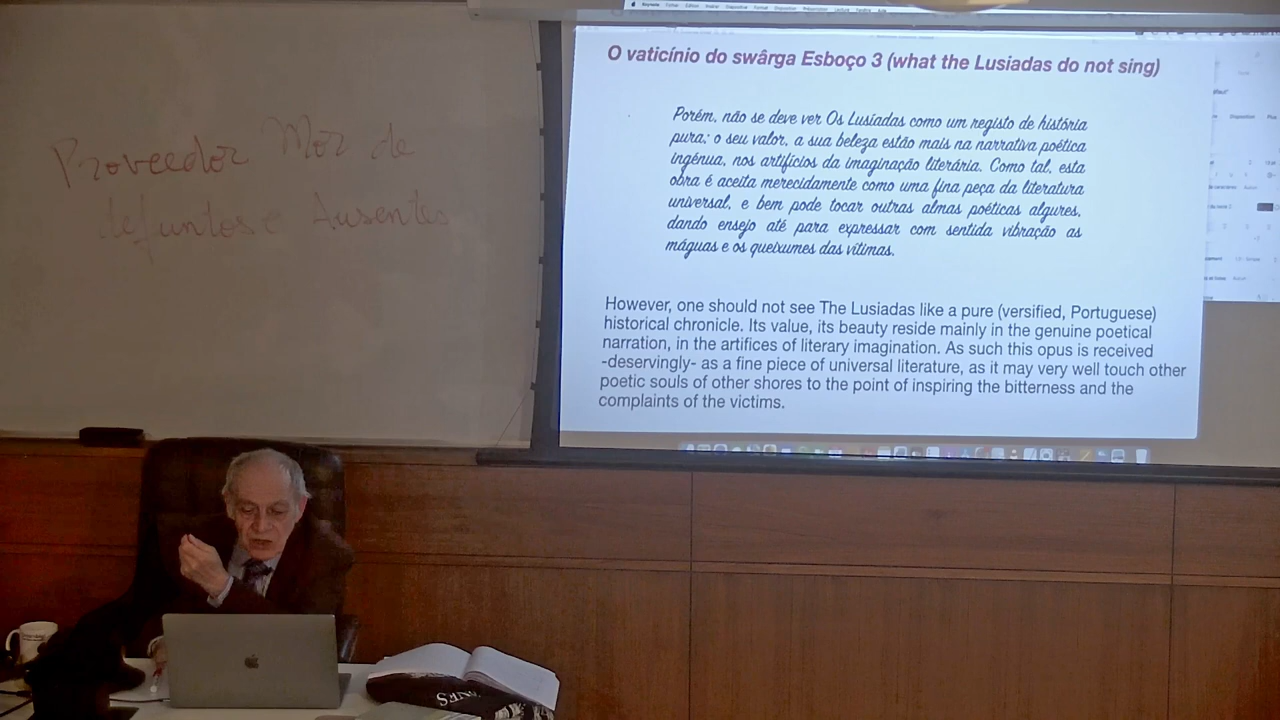 Proveedor Mor de
defuntos e Ausentes
O vaticínio do swârga Esboço 3 (what the Lusiadas do not sing)
Porém, não se deve ver Os Lusíadas como um registo de história
pura; o seu valor, a sua beleza estão mais na narrativa poética
ingénua, nos artifícios da imaginação literária. Como tal, esta
obra é aceita merecidamente como uma fina peça da literatura
universal, e bem pode tocar outras almas poéticas algures,
dando ensejo até para expressar com sentida vibração as
máguas e os queixumes das vítimas.
However, one should not see The Lusiadas like a pure (versified, Portuguese)
historical chronicle. Its value, its beauty reside mainly in the genuine poetical
narration, in the artifices of literary imagination. As such this opus is received
-deservingly- as a fine piece of universal literature, as it may very well touch other
poetic souls of other shores to the point of inspiring the bitterness and the
complaints of the victims.